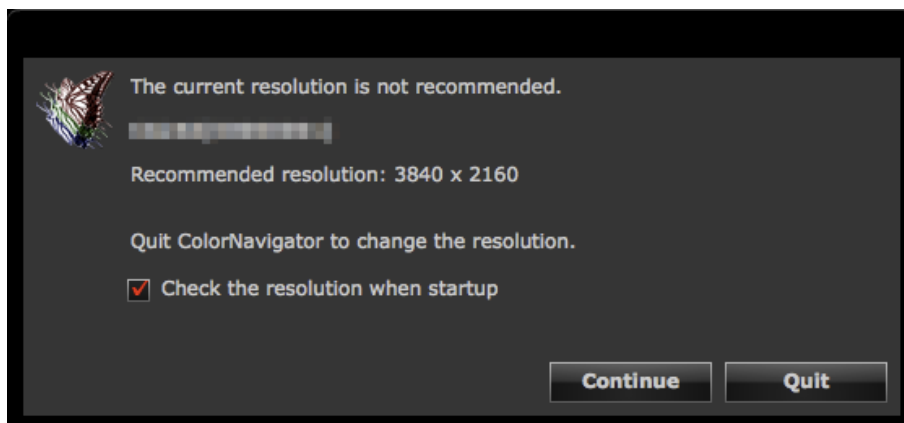 The current resolution is not recommended.
Recommended resolution: 3840 x 2160
Quit ColorNavigator to change the resolution.
Check the resolution when startup
Continue
Quit